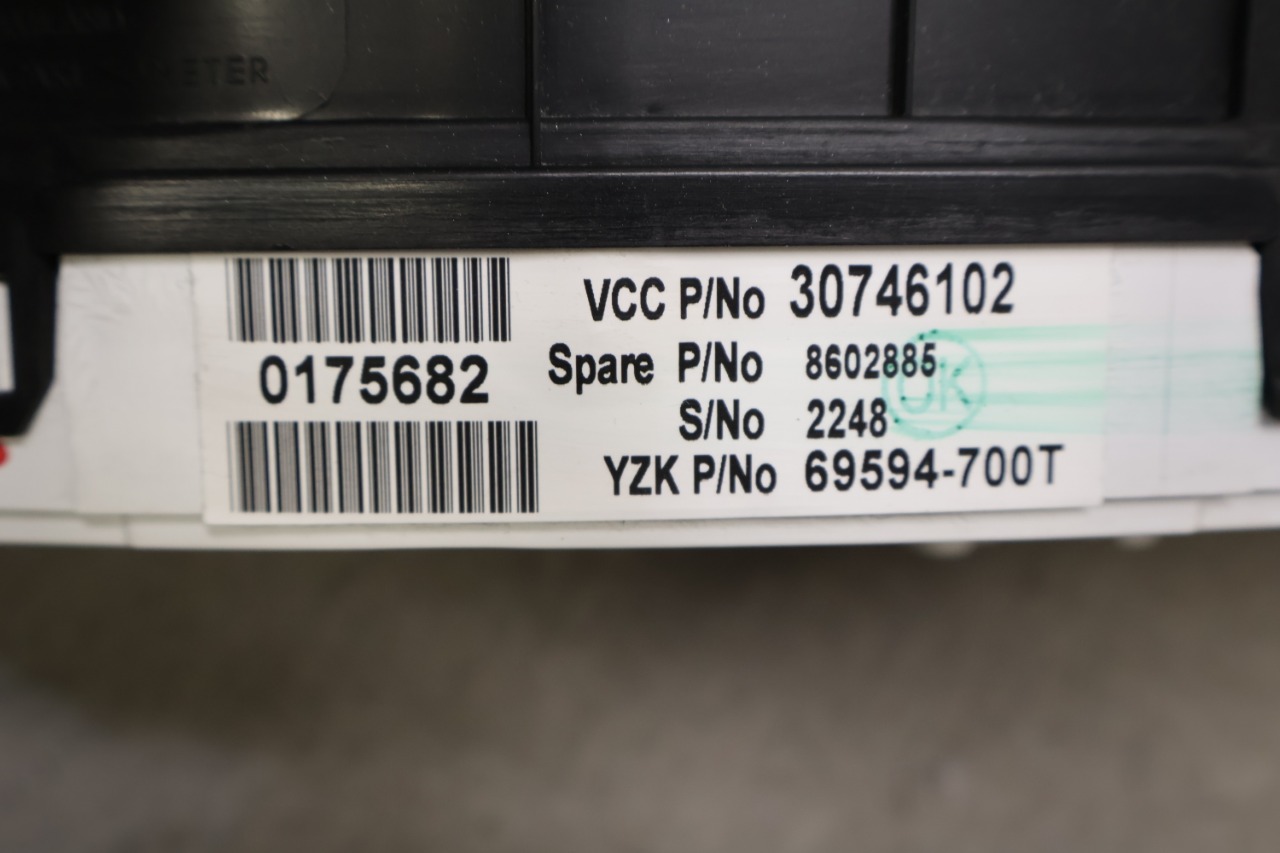 METER
VCC P/No 30746102
0175682
Spare P/No 8602885
S/No 2248
YZK P/No 69594-700T
OK